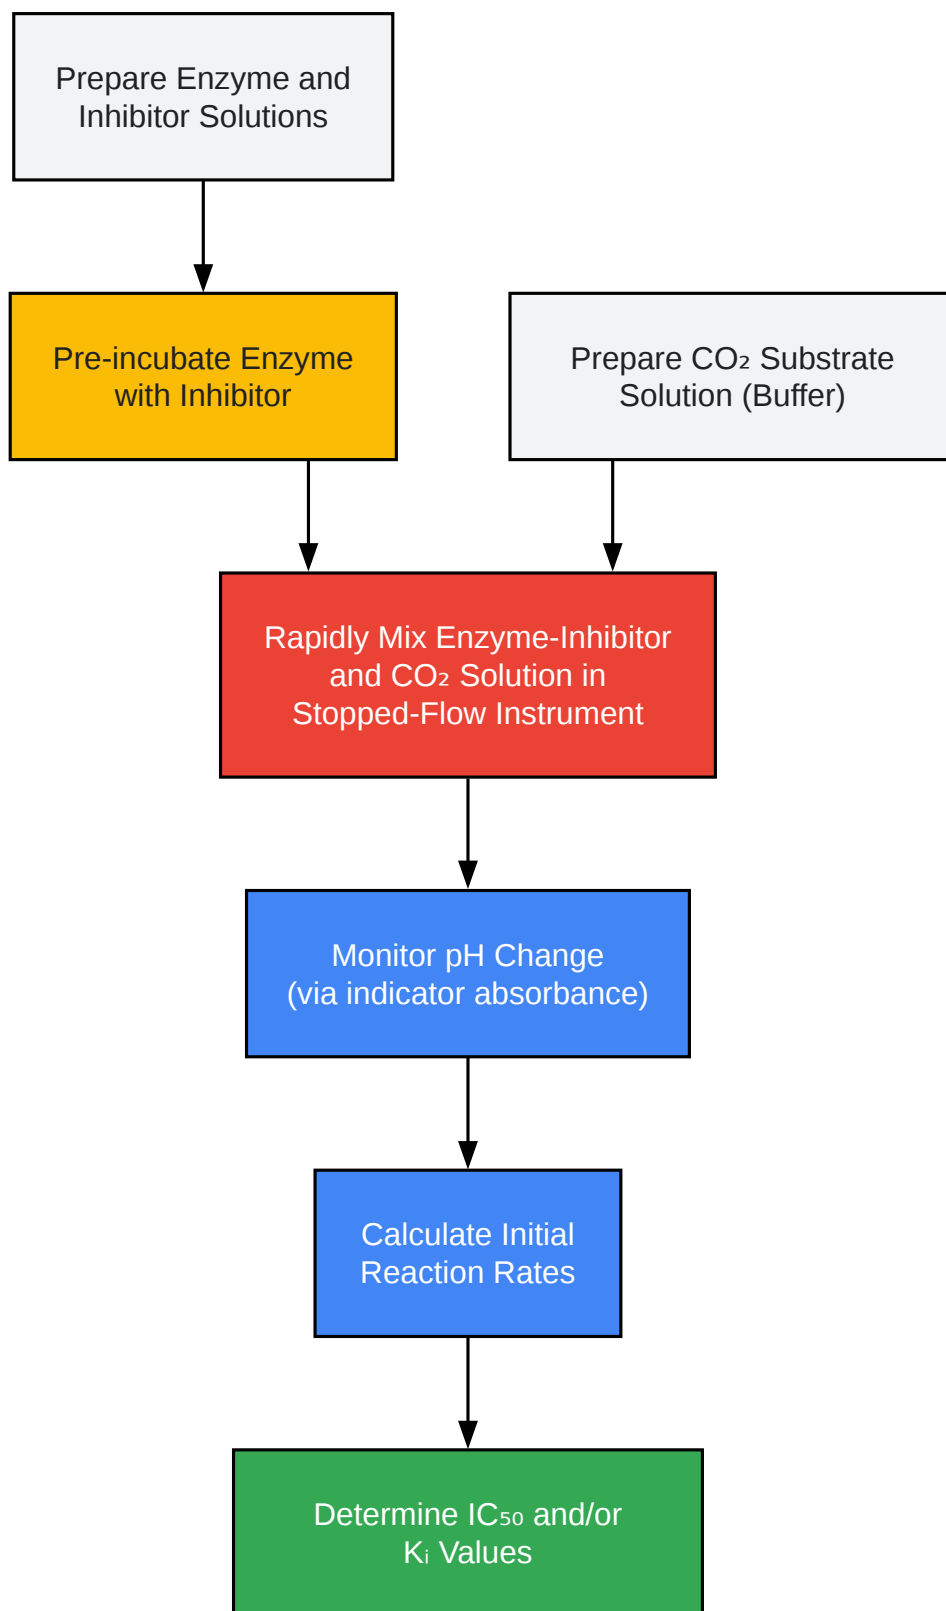 Prepare Enzyme and
Inhibitor Solutions
Pre-incubate Enzyme
with Inhibitor
Prepare CO₂ Substrate
Solution (Buffer)
Rapidly Mix Enzyme-Inhibitor
and CO₂ Solution in
Stopped-Flow Instrument
Monitor pH Change
(via indicator absorbance)
Calculate Initial
Reaction Rates
Determine IC₅₀ and/or
Kᵢ Values